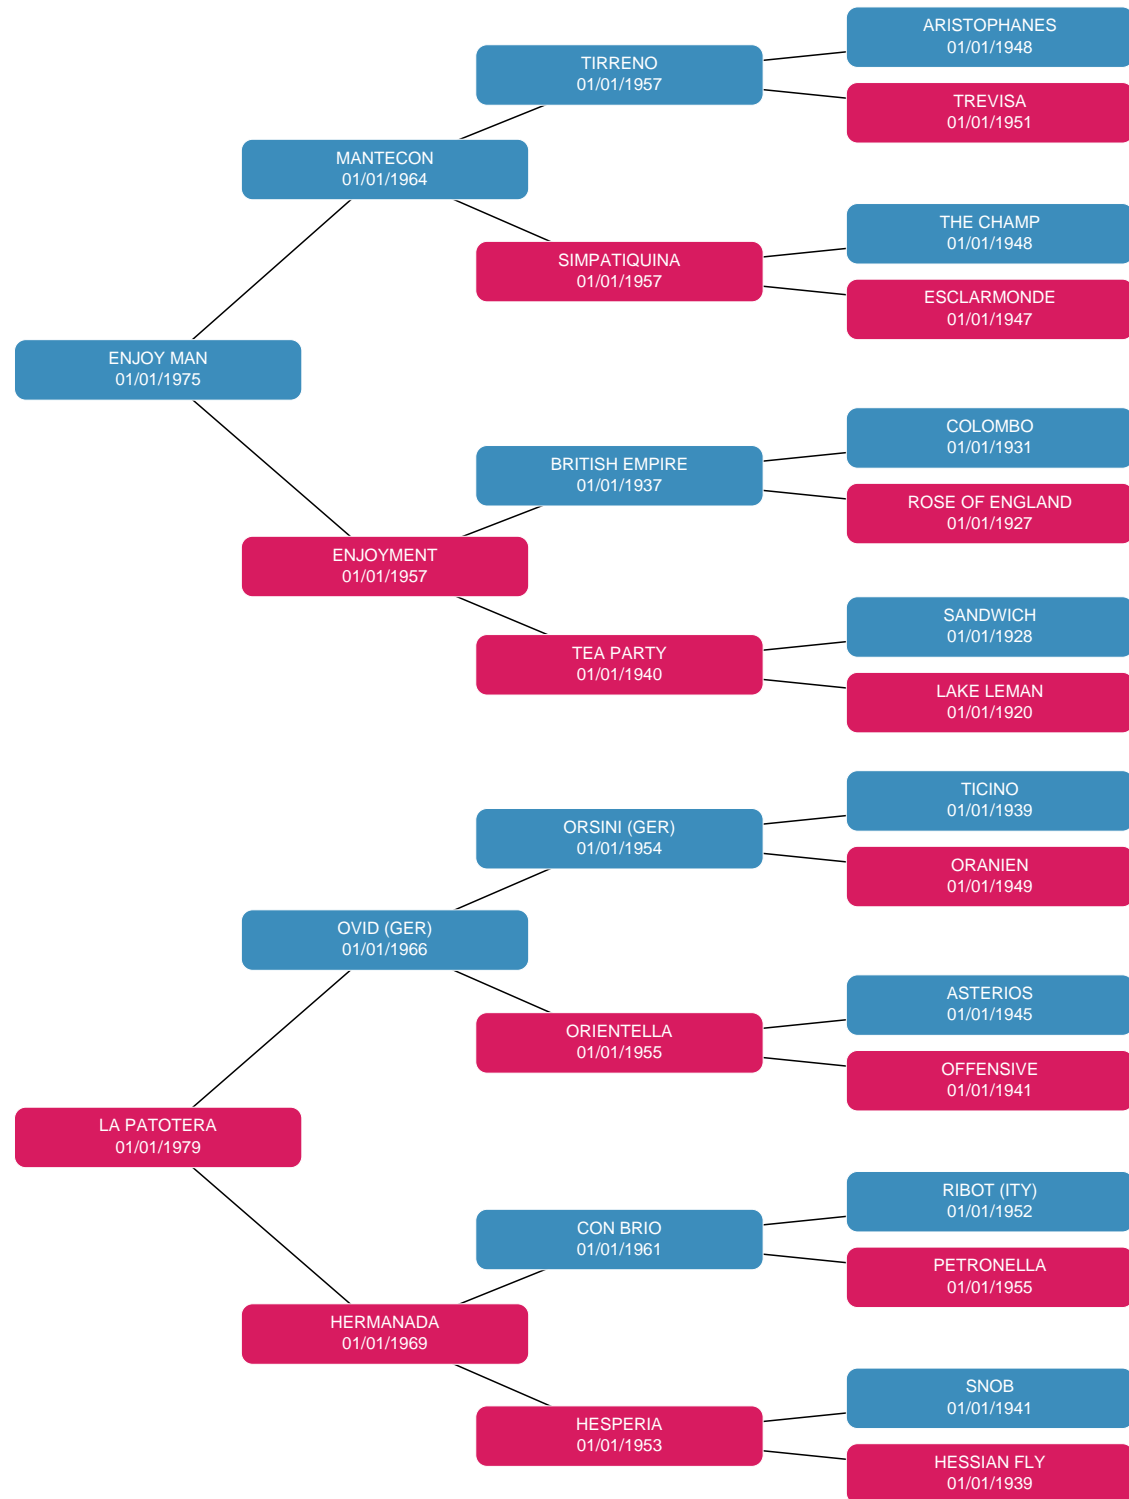 ARISTOPHANES
01/01/1948
TIRRENO
01/01/1957
TREVISA
01/01/1951
MANTECON
01/01/1964
THE CHAMP
01/01/1948
SIMPATIQUINA
01/01/1957
ESCLARMONDE
01/01/1947
ENJOY MAN
01/01/1975
COLOMBO
01/01/1931
BRITISH EMPIRE
01/01/1937
ROSE OF ENGLAND
01/01/1927
ENJOYMENT
01/01/1957
SANDWICH
01/01/1928
TEA PARTY
01/01/1940
LAKE LEMAN
01/01/1920
TICINO
01/01/1939
ORSINI (GER)
01/01/1954
ORANIEN
01/01/1949
OVID (GER)
01/01/1966
ASTERIOS
01/01/1945
ORIENTELLA
01/01/1955
OFFENSIVE
01/01/1941
LA PATOTERA
01/01/1979
RIBOT (ITY)
01/01/1952
CON BRIO
01/01/1961
PETRONELLA
01/01/1955
HERMANADA
01/01/1969
SNOB
01/01/1941
HESPERIA
01/01/1953
HESSIAN FLY
01/01/1939